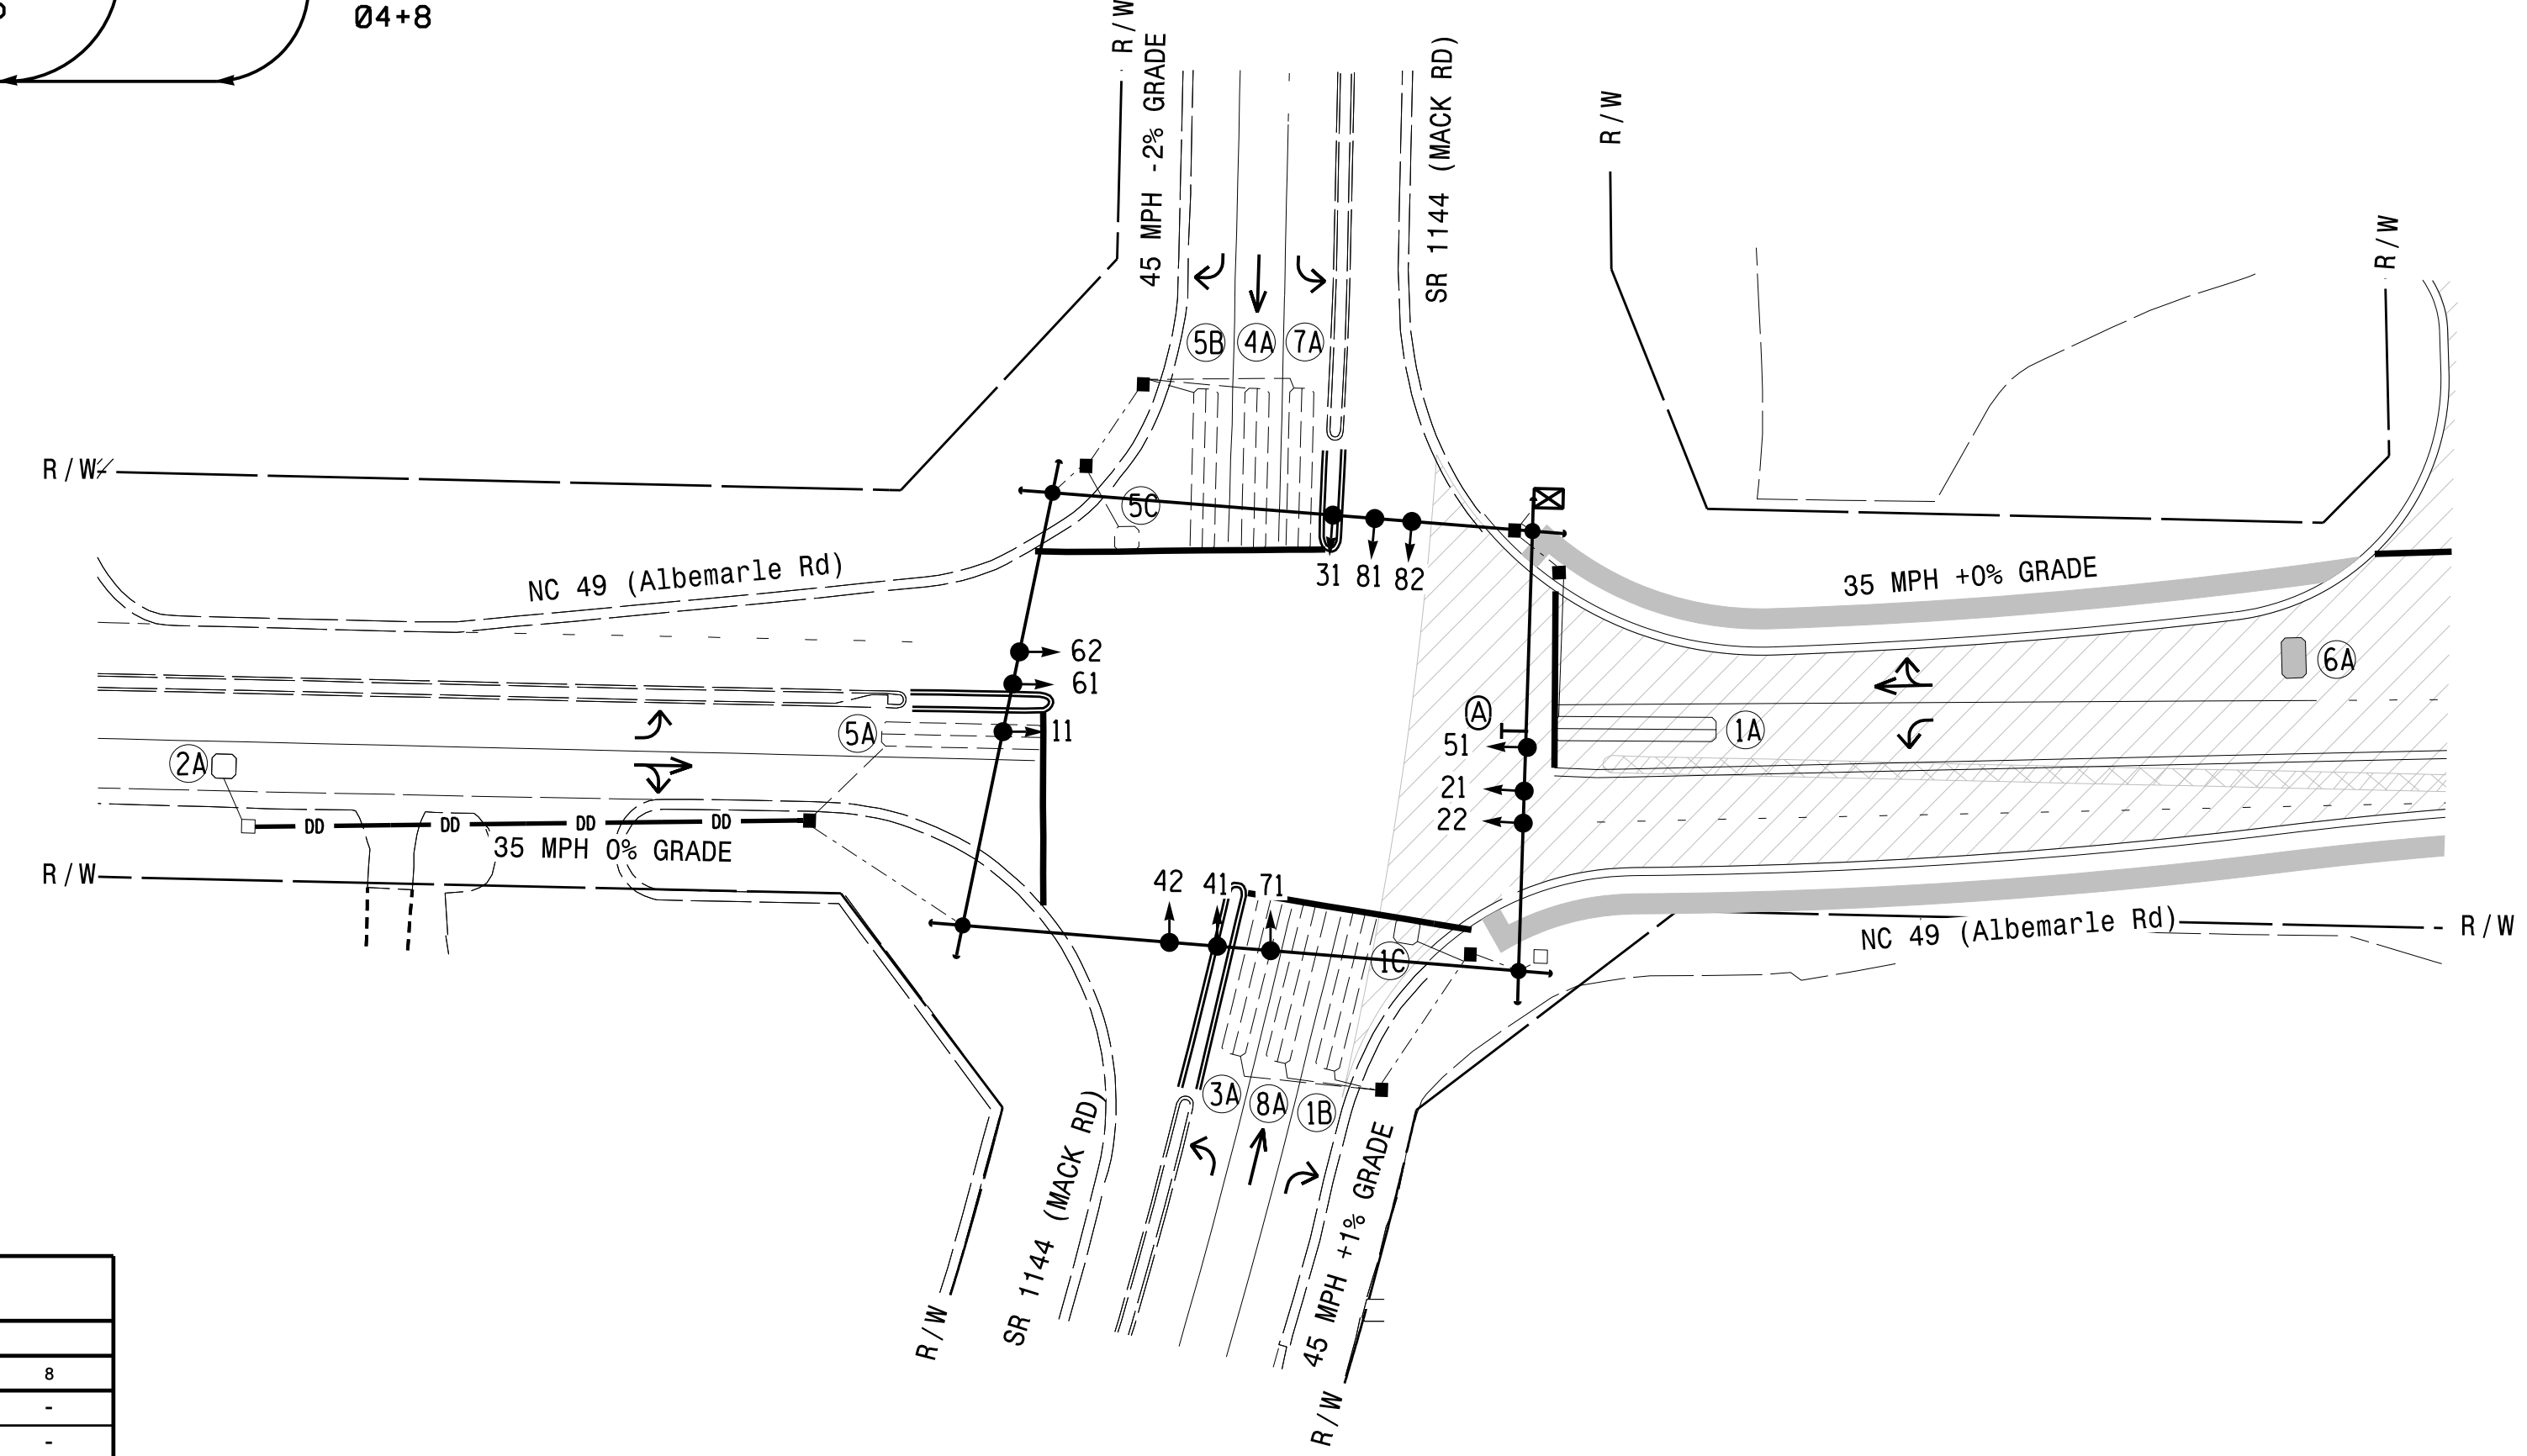 Ø4+8
R/W
45 MPH -2% GRADE
SR 1144 (MACK RD)
R/W
R/W
5B
4A
7A
R/W
5C
NC 49 (Albemarle Rd)
31
81
82
35 MPH +0% GRADE
62
61
11
6A
5A
2A
A
51
21
22
1A
DD
DD
DD
DD
35 MPH 0% GRADE
R/W
42
41
71
1C
NC 49 (Albemarle Rd)
R/W
3A
8A
1B
SR 1144 (MACK RD)
45 MPH +1% GRADE
R/W
R/W
8
-
-